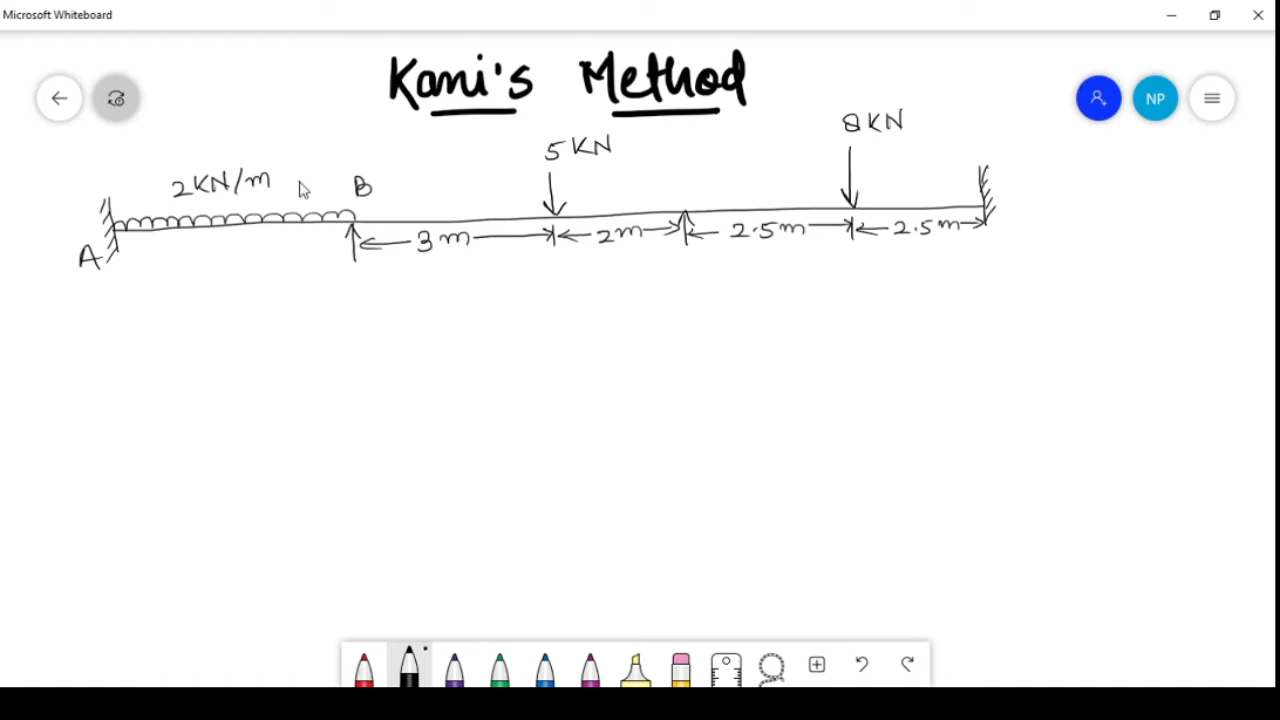 Microsoft Whiteboard
Kani's Method
NP
5 KN
8 KN
2 KN/m
B
A
3 m
2 m
2.5 m
2.5 m